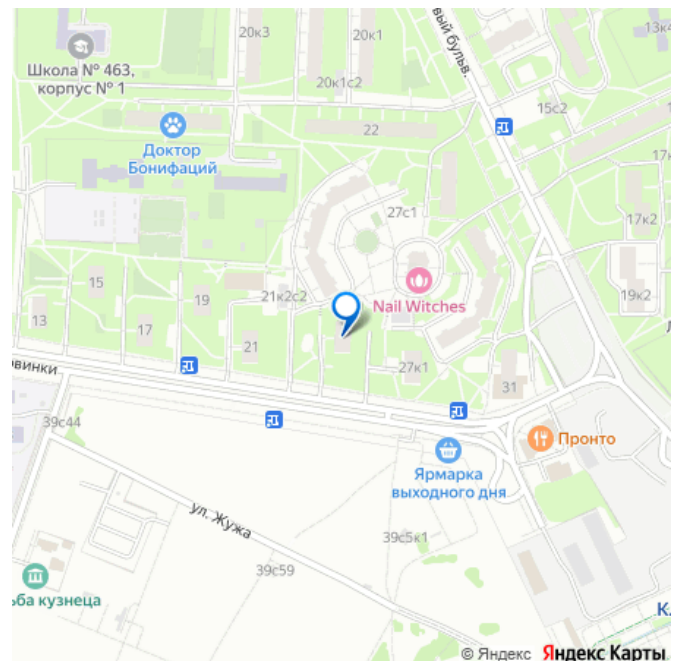 20к3
20к1
13к4
вый бульв.
Школа № 463,
корпус № 1
20к1с2
15с2
22
Доктор
Бонифаций
17к
27с1
17к2
15
19
21к2с2
Nail Witches
19к2
13
17
21
27к1
31
овинки
39с44
Пронто
Ярмарка
выходного дня
ул. Жужа
39с5к1
39с59
ьба кузнеца
К
© Яндекс Яндекс Карты